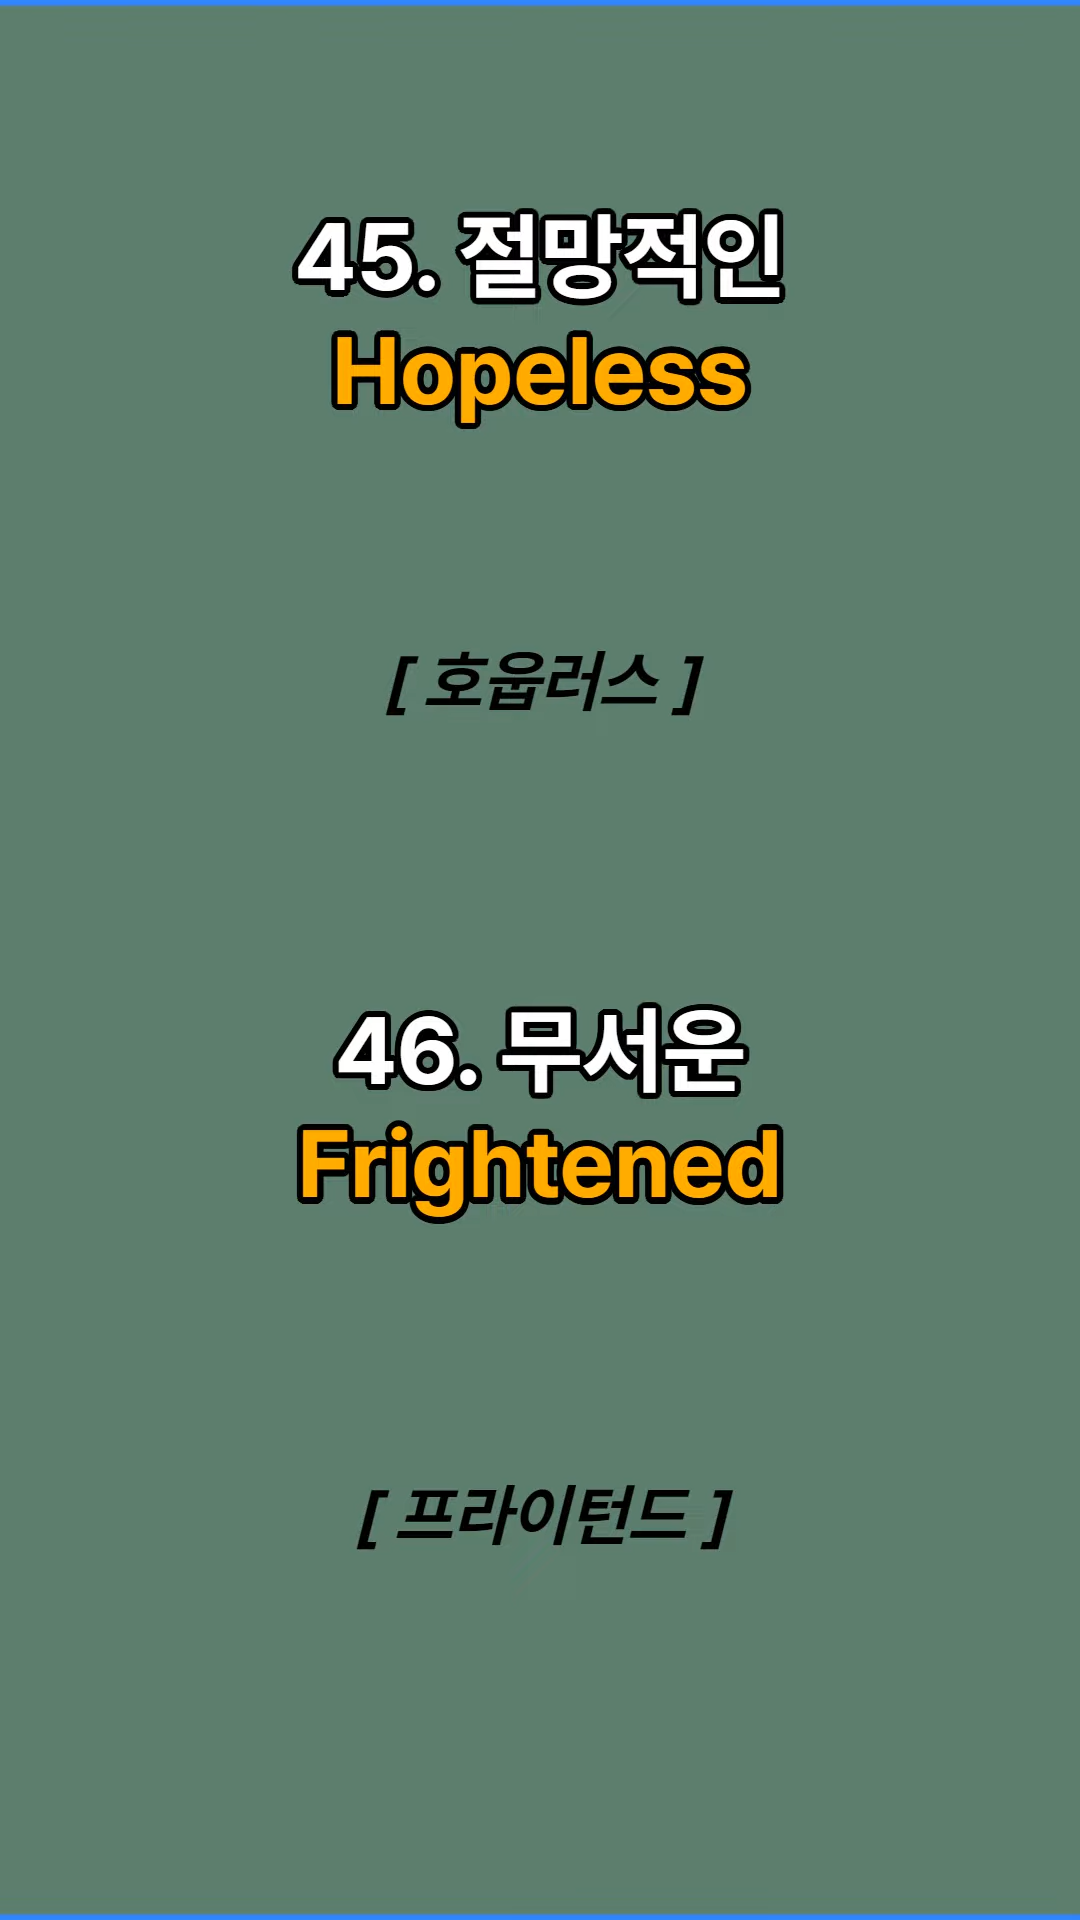 45. 절망적인
Hopeless
[ 호웁러스 ]
46. 무서운
Frightened
[ 프라이턴드 ]